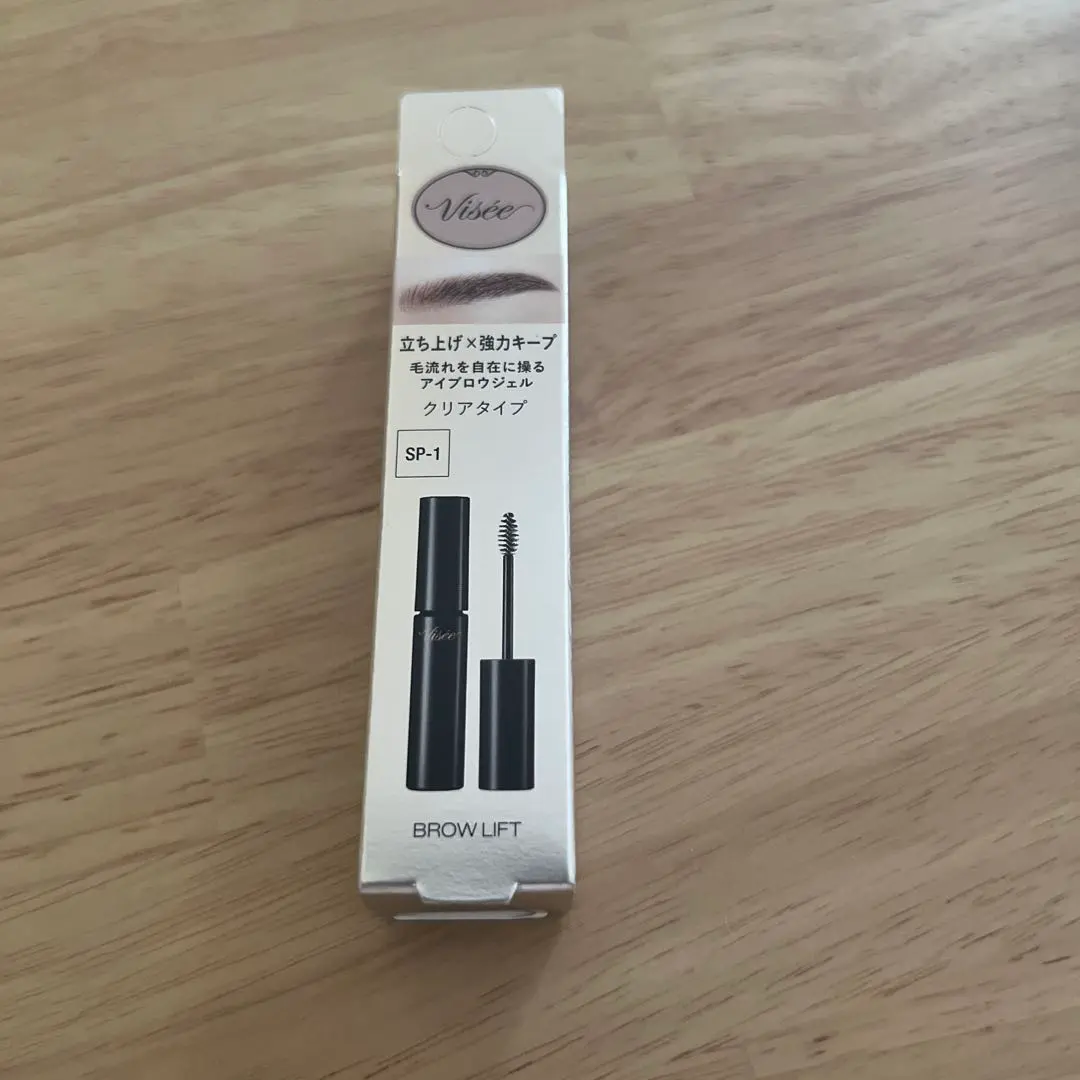 Visée
立ち上げ×強力キープ
毛流れを自在に操る
アイブロウジェル
クリアタイプ
SP-1
Visée
BROW LIFT